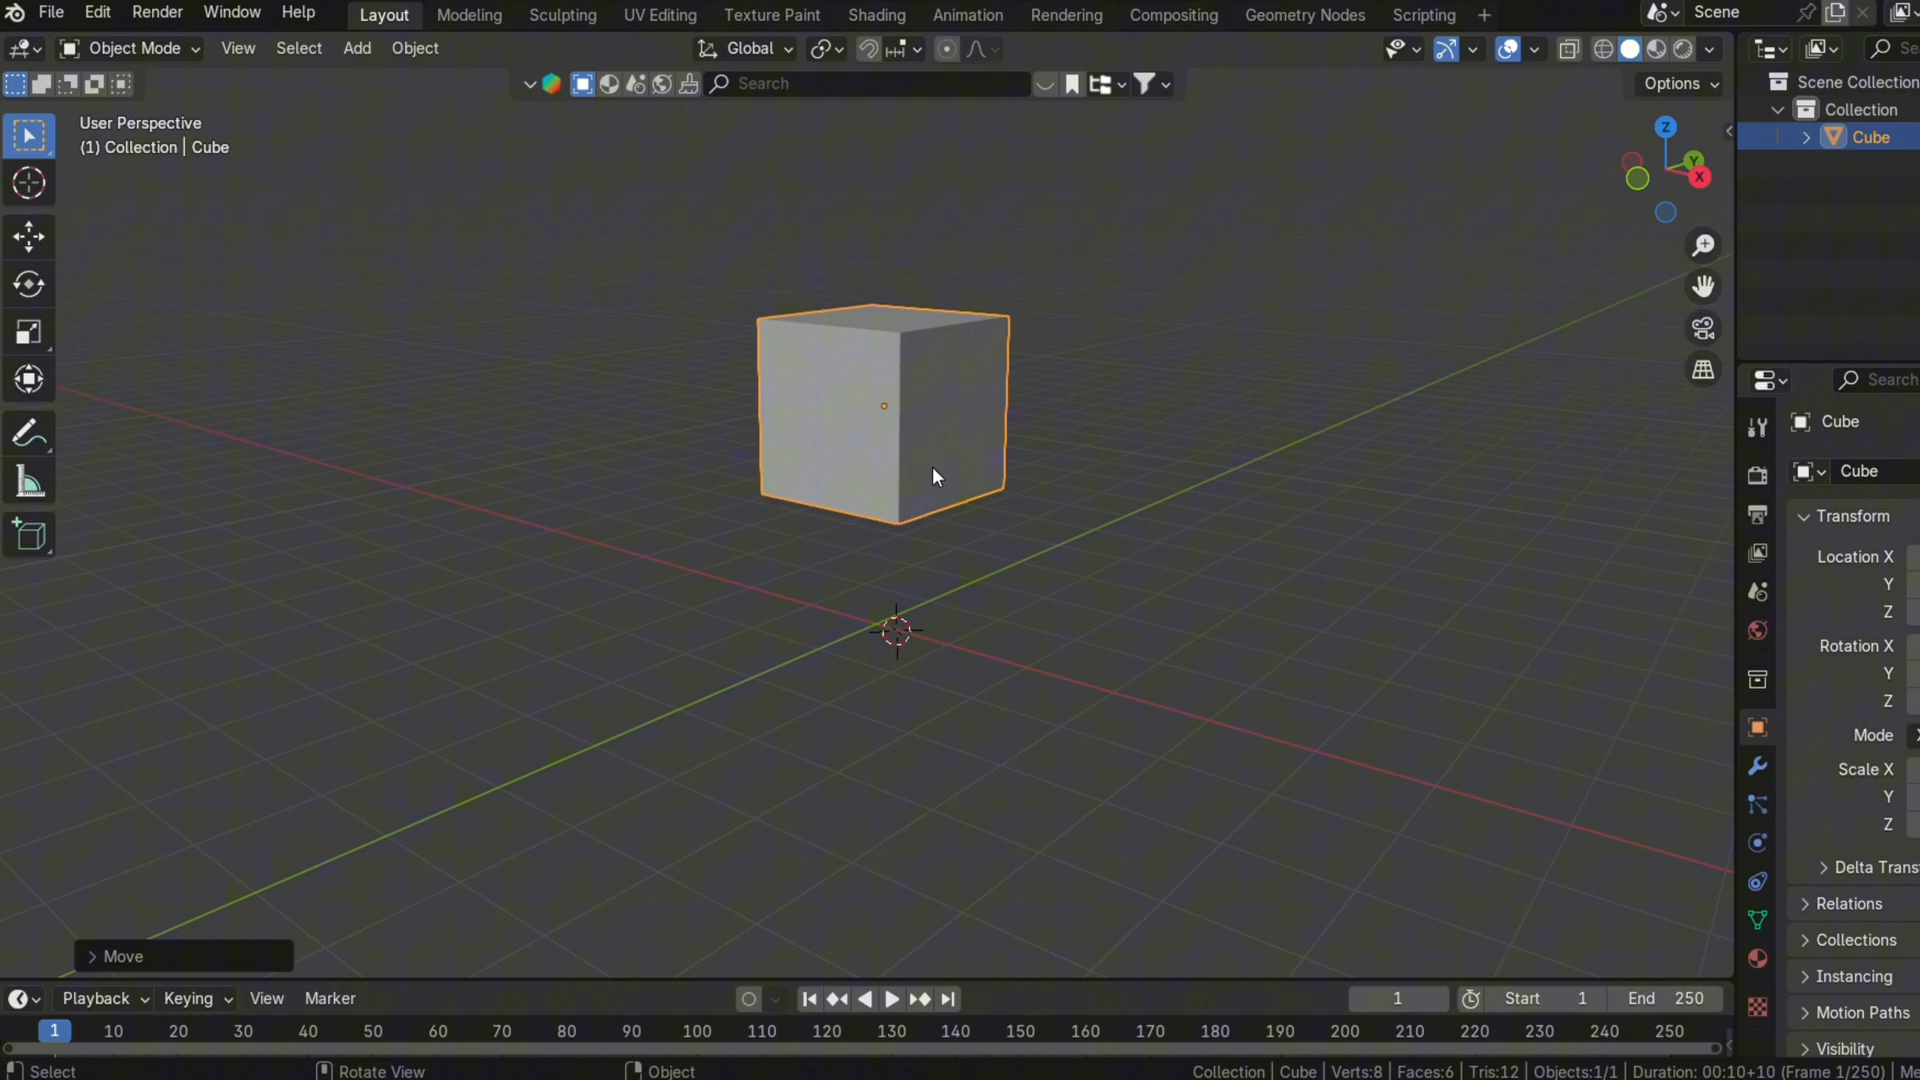 File Edit Render Window Help Layout Modeling Sculpting UV Editing Texture Paint Shading Animation Rendering Compositing Geometry Nodes Scripting + Scene
Object Mode View Select Add Object Global
Search Options
User Perspective
(1) Collection | Cube
Z
Y
X
Scene Collection
Collection
Cube
Search
Cube
Cube
Transform
Location X
Y
Z
Rotation X
Y
Z
Mode
Scale X
Y
Z
Delta Trans
Relations
Collections
Instancing
Motion Paths
Visibility
Move
Playback Keying View Marker 1 Start 1 End 250
1 10 20 30 40 50 60 70 80 90 100 110 120 130 140 150 160 170 180 190 200 210 220 230 240 250
Select Rotate View Object Collection | Cube | Verts:8 | Faces:6 | Tris:12 | Objects:1/1 | Duration: 00:10+10 (Frame 1/250) | Me